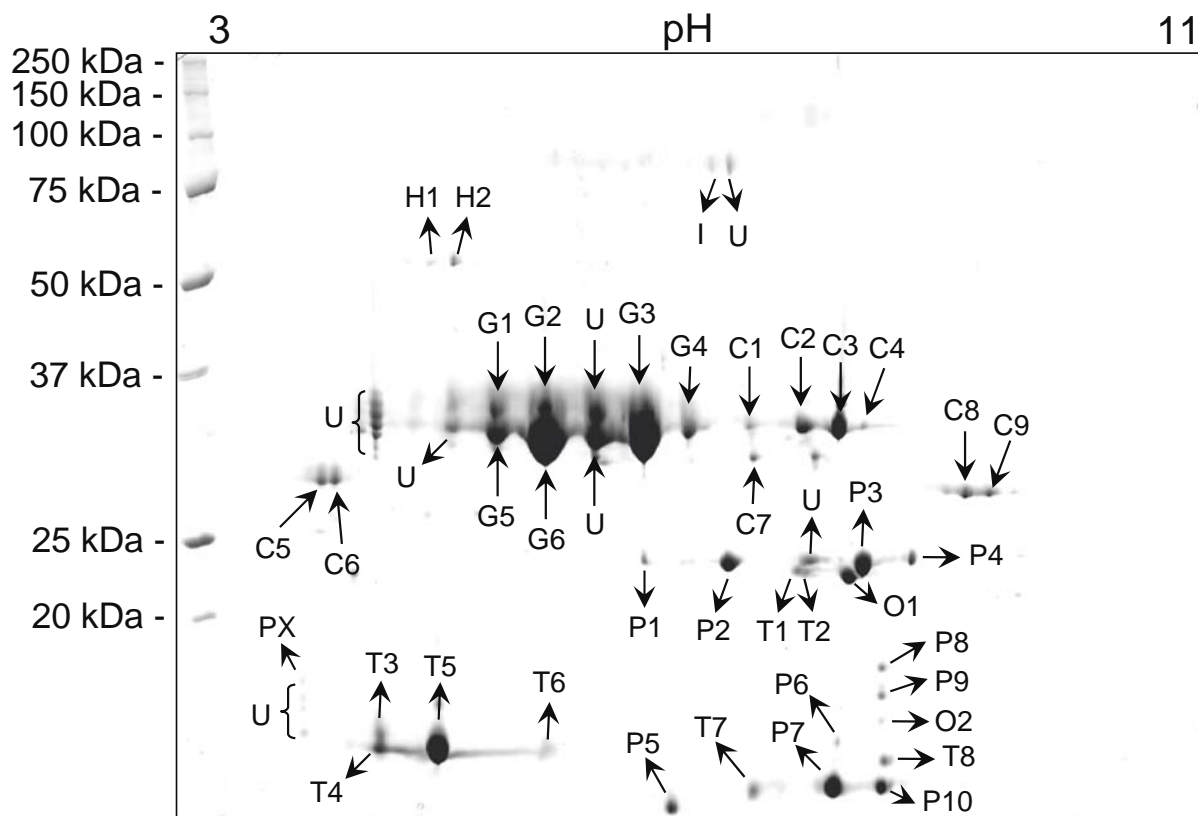 3 pH 11
250 kDa -
150 kDa -
100 kDa -
75 kDa -
H1 H2
I U
50 kDa -
G1 G2 U G3
G4 C1 C2 C3 C4
37 kDa -
U
C8 C9
U
G5 G6 U C7 U P3
C5 C6
25 kDa -
P4
O1
20 kDa -
P1 P2 T1 T2
PX
P8
T3 T5 T6 P6 P9
U
O2
P5 T7 P7
T8
T4
P10